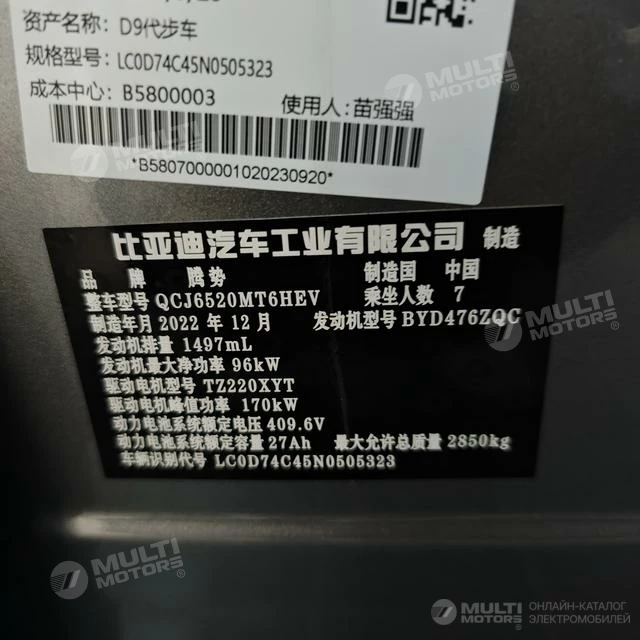 资产名称: D9代步车
规格型号: LC0D74C45N0505323
成本中心: B5800003 使用人: 苗强强
*B5807000001020230920*
比亚迪汽车工业有限公司 制造
品 牌 腾势 制造国 中国
整车型号 QCJ6520MT6HEV 乘坐人数 7
制造年月 2022 年 12 月 发动机型号 BYD476ZQC
发动机排量 1497mL
发动机最大净功率 96kW
驱动电机型号 TZ220XYT
驱动电机峰值功率 170kW
动力电池系统额定电压 409.6V
动力电池系统额定容量 27Ah 最大允许总质量 2850kg
车辆识别代号 LC0D74C45N0505323
MULTI MOTORS
MULTI MOTORS
MULTI MOTORS
MULTI MOTORS
MULTI MOTORS
ОНЛАЙН-КАТАЛОГ
ЭЛЕКТРОМОБИЛЕЙ